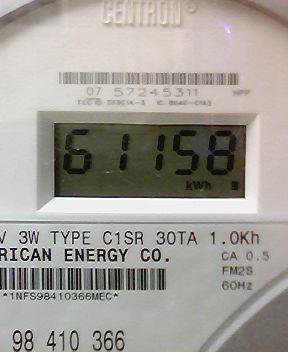 CENTRON®
07 57245311 HPP
61158
kWh
V 3W TYPE C1SR 30TA 1.0Kh
RICAN ENERGY CO.
CA 0.5
FM2S
60Hz
*1NFS98410366MEC*
98 410 366